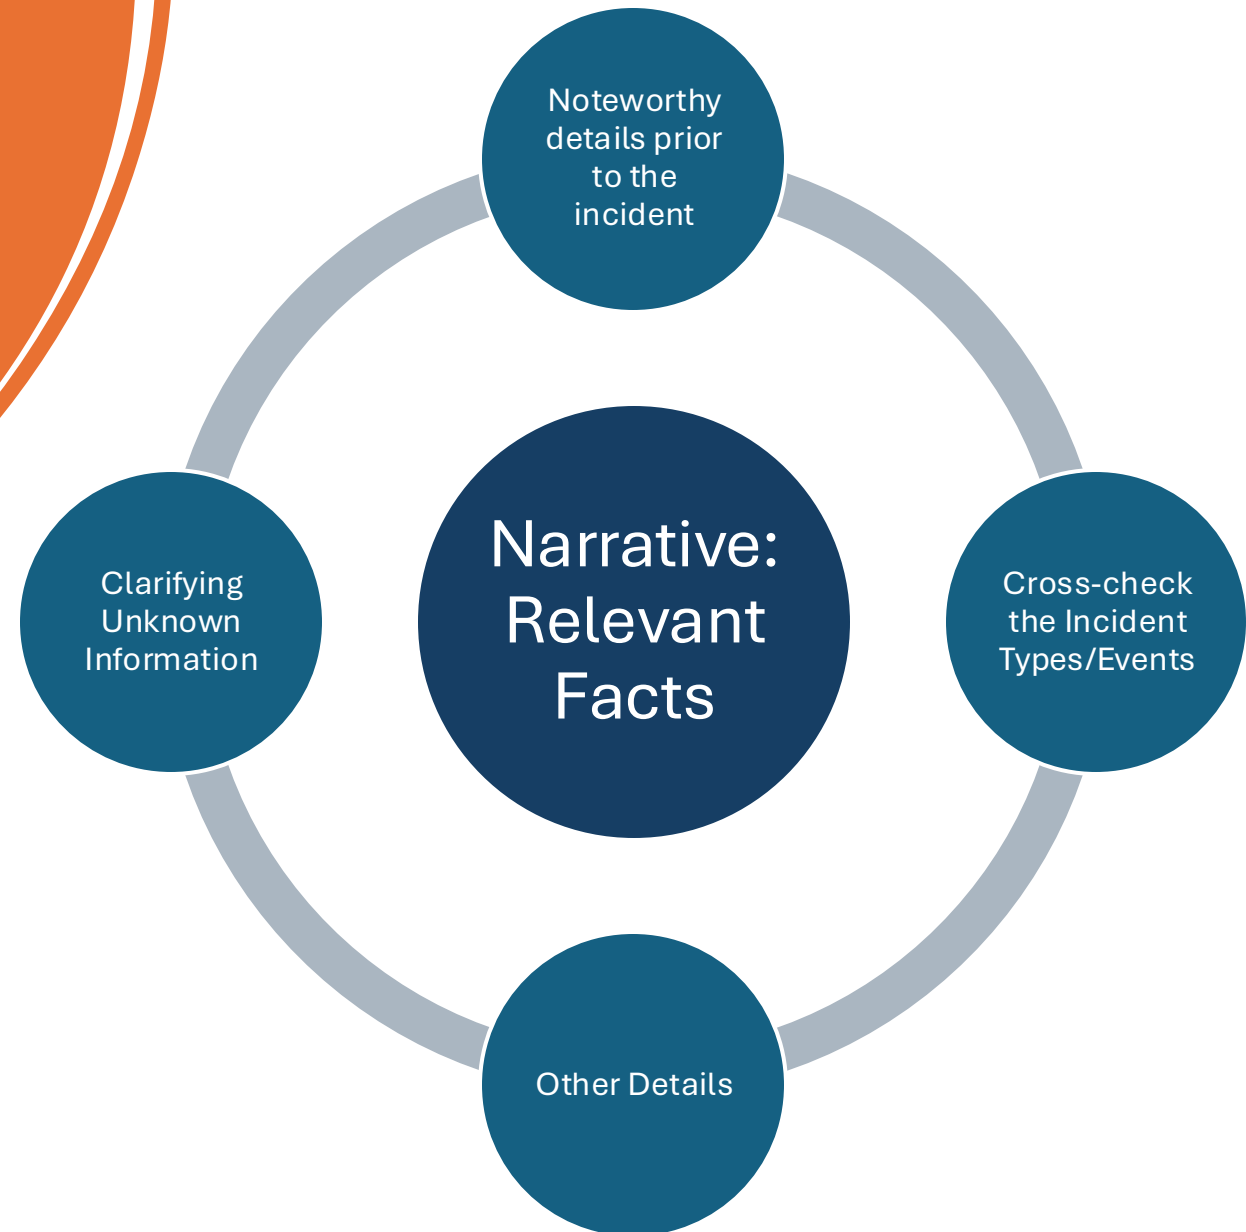 Noteworthy
details prior
to the
incident
Narrative:
Relevant
Facts
Cross-check
the Incident
Types/Events
Other Details
Clarifying
Unknown
Information